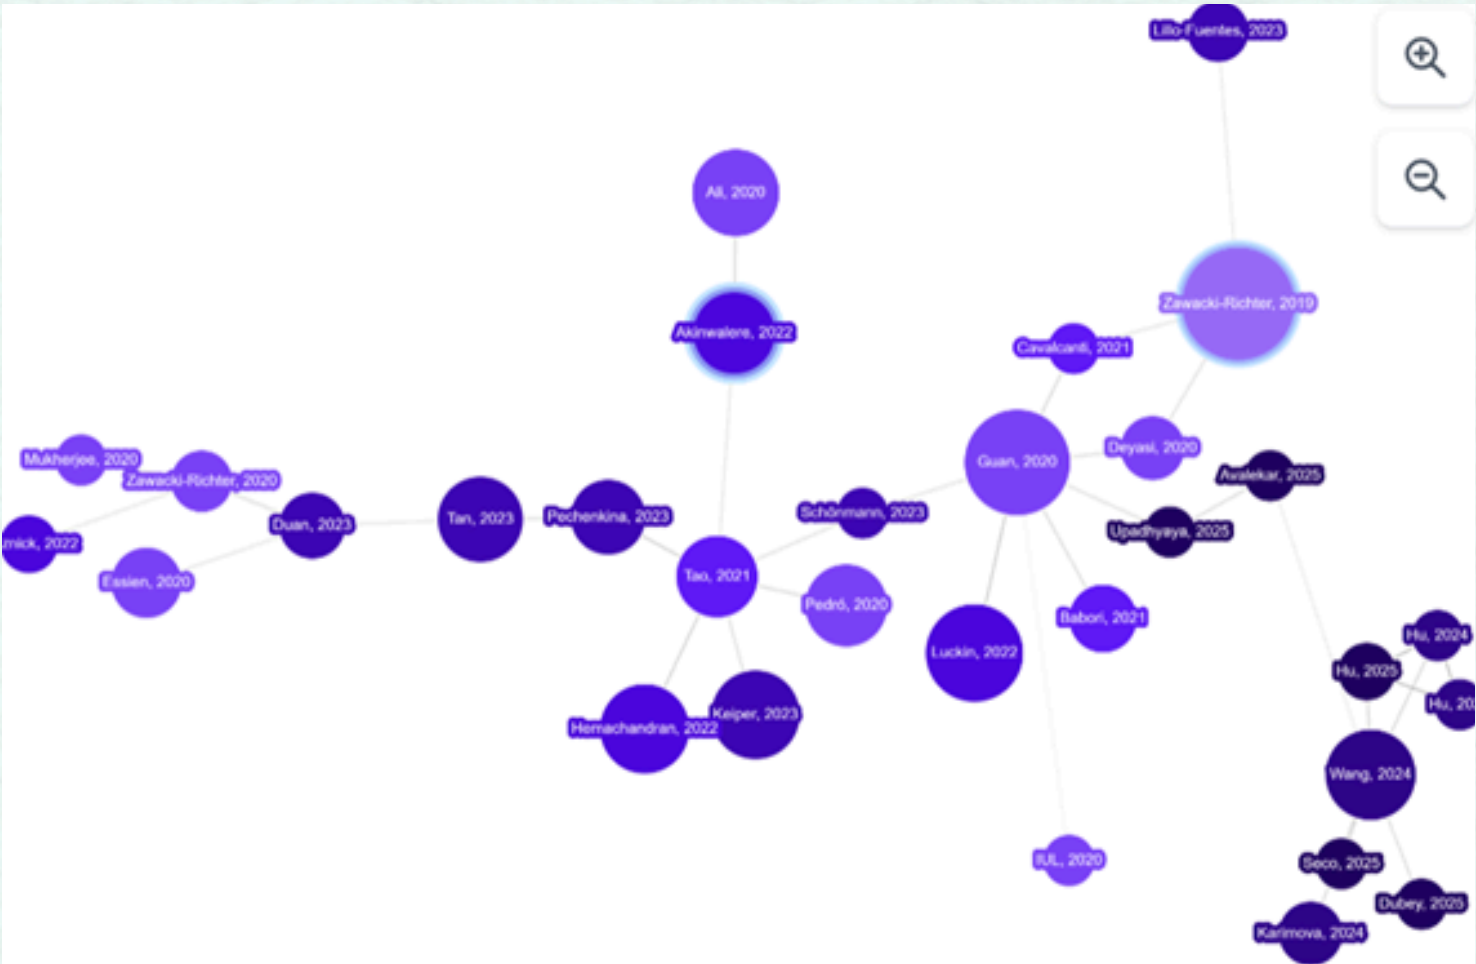 Lillo-Fuentes, 2023
Ali, 2020
Zawacki-Richter, 2019
Akinwalere, 2022
Cavalcanti, 2021
Deyasi, 2020
Mukherjee, 2020
Guan, 2020
Avalekar, 2025
Zawacki-Richter, 2020
Schönmann, 2023
Pechenkina, 2023
Tan, 2023
Duan, 2023
Upadhyaya, 2025
znick, 2022
Tao, 2021
Essien, 2020
Pedró, 2020
Babori, 2021
Hu, 2024
Luckin, 2022
Hu, 2025
Hu, 20
Keiper, 2023
Hemachandran, 2022
Wang, 2024
IUL, 2020
Seco, 2025
Dubey, 2025
Karimova, 2024